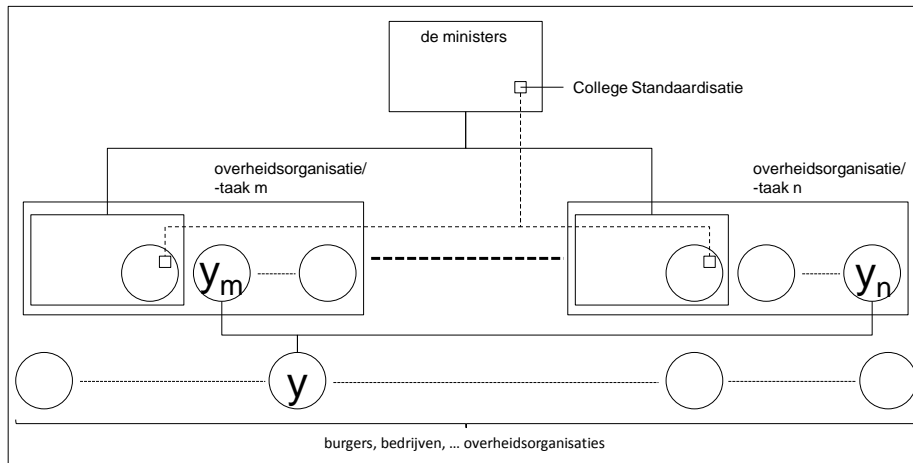 de ministers
College Standaardisatie
overheidsorganisatie/
-taak m
overheidsorganisatie/
-taak n
ym
yn
y
burgers, bedrijven, ... overheidsorganisaties